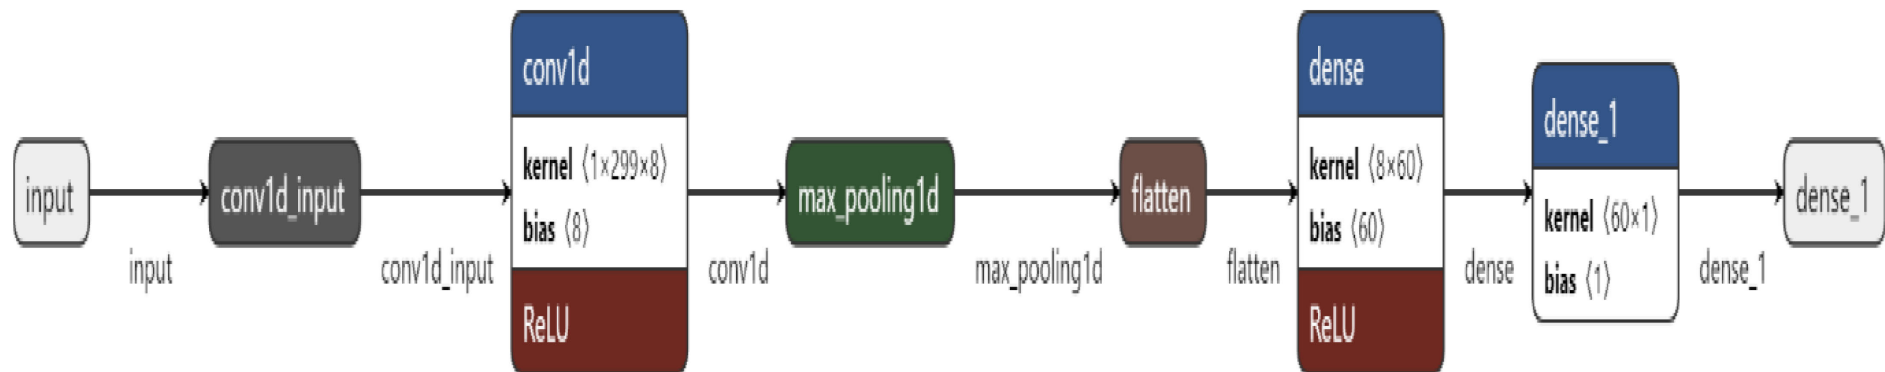 input
input
conv1d_input
conv1d_input
conv1d
kernel ⟨1×299×8⟩
bias ⟨8⟩
ReLU
conv1d
max_pooling1d
max_pooling1d
flatten
flatten
dense
kernel ⟨8×60⟩
bias ⟨60⟩
ReLU
dense
dense_1
kernel ⟨60×1⟩
bias ⟨1⟩
dense_1
dense_1